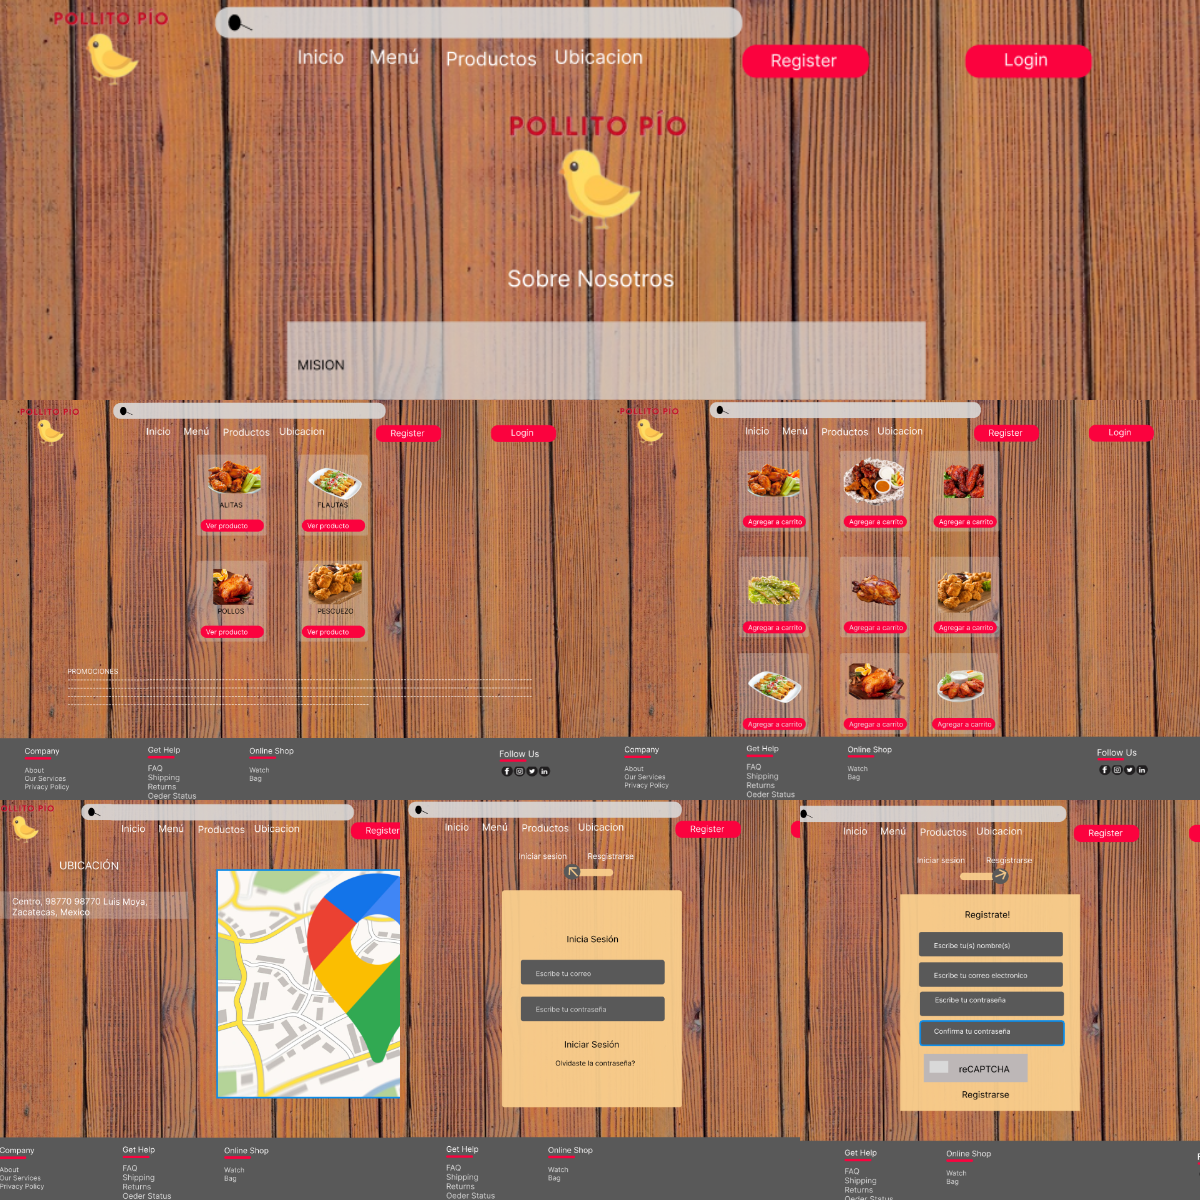 POLLITO PIO
Inicio Menú Productos Ubicacion Register Login
POLLITO PÍO
Sobre Nosotros
MISION
POLLITO PIO
Inicio Menú Productos Ubicacion Register Login
ALITAS FLAUTAS
Ver producto Ver producto
POLLOS PESCUEZO
Ver producto Ver producto
PROMOCIONES
Company Get Help Online Shop Follow Us
About FAQ Watch
Our Services Shipping Bag
Privacy Policy Returns
Oeder Status
POLLITO PIO
Inicio Menú Productos Ubicacion Register Login
Agregar a carrito Agregar a carrito Agregar a carrito
Agregar a carrito Agregar a carrito Agregar a carrito
Agregar a carrito Agregar a carrito Agregar a carrito
Company Get Help Online Shop Follow Us
About FAQ Watch
Our Services Shipping Bag
Privacy Policy Returns
Oeder Status
POLLITO PIO
Inicio Menú Productos Ubicacion Register
UBICACIÓN
Centro, 98770 98770 Luis Moya,
Zacatecas, Mexico
Company Get Help Online Shop
About FAQ Watch
Our Services Shipping Bag
Privacy Policy Returns
Oeder Status
Inicio Menú Productos Ubicacion Register
Iniciar sesion Resgistrarse
Inicia Sesión
Escribe tu correo
Escribe tu contraseña
Iniciar Sesión
Olvidaste la contraseña?
Get Help Online Shop
FAQ Watch
Shipping Bag
Returns
Oeder Status
Inicio Menú Productos Ubicacion Register
Iniciar sesion Resgistrarse
Registrate!
Escribe tu(s) nombre(s)
Escribe tu correo electronico
Escribe tu contraseña
Confirma tu contraseña
reCAPTCHA
Registrarse
Get Help Online Shop
FAQ Watch
Shipping Bag
Returns
Oeder Status